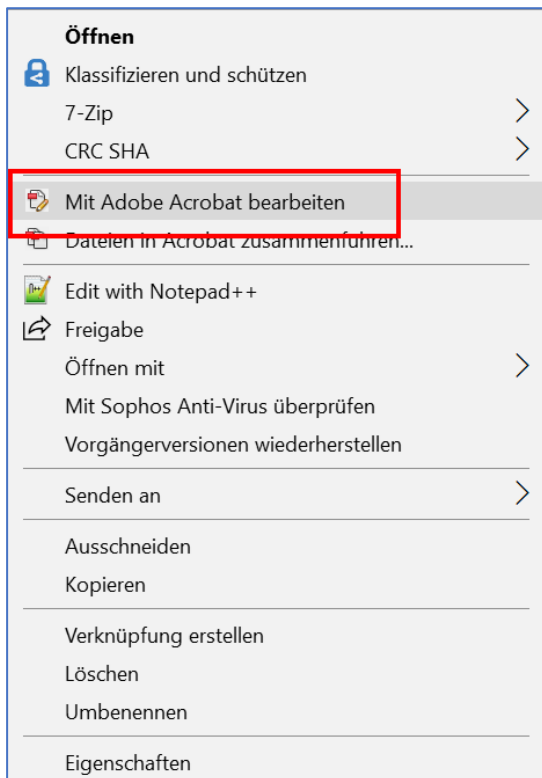 Öffnen
Klassifizieren und schützen
7-Zip
CRC SHA
Mit Adobe Acrobat bearbeiten
Dateien in Acrobat zusammenführen...
Edit with Notepad++
Freigabe
Öffnen mit
Mit Sophos Anti-Virus überprüfen
Vorgängerversionen wiederherstellen
Senden an
Ausschneiden
Kopieren
Verknüpfung erstellen
Löschen
Umbenennen
Eigenschaften